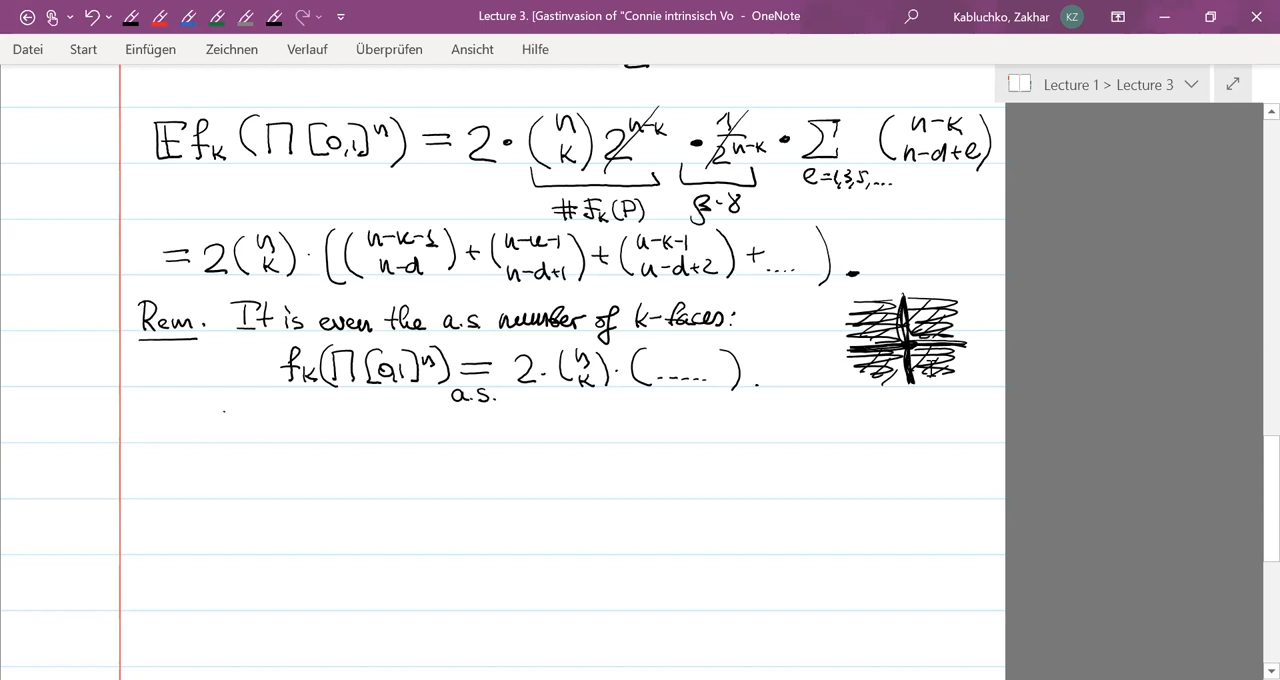 Lecture 3. [Gastinvasion of "Connie intrinsisch Vo - OneNote
Kabluchko, Zakhar KZ
Datei Start Einfügen Zeichnen Verlauf Überprüfen Ansicht Hilfe
Lecture 1 > Lecture 3
𝔼 f_k (Π [0,1]^n) = 2 · (n k) 2^{n-k} · 1/2^{n-k} · Σ_{l=1,3,5,...} (n-k n-d+l)
# F_k(P)
= 2 (n k) · ((n-k-1 n-d) + (n-k-1 n-d+1) + (n-k-1 n-d+2) + ....) .
Rem. It is even the a.s. number of k-faces:
f_k(Π [0,1]^n) = 2 · (n k) · (.....) .
a.s.